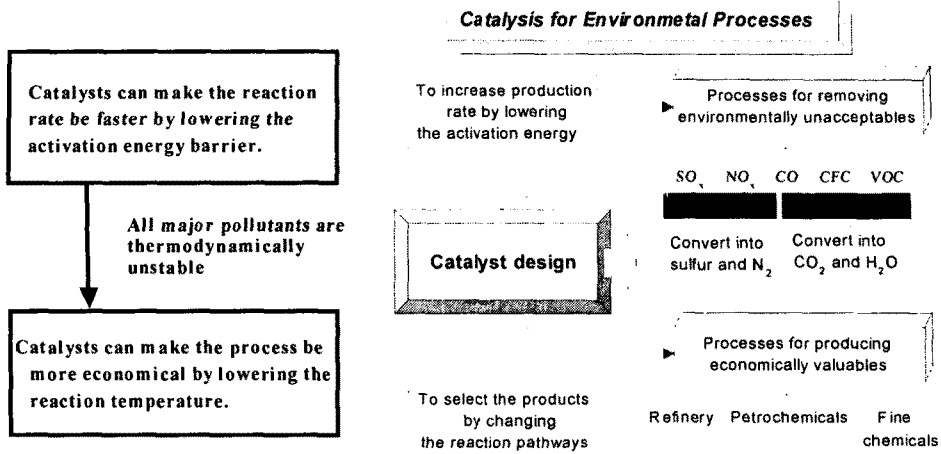 Catalysts can make the reaction
rate be faster by lowering the
activation energy barrier.
All major pollutants are
thermodynamically
unstable
Catalysts can make the process be
more economical by lowering the
reaction temperature.
Catalysis for Environmetal Processes
To increase production
rate by lowering
the activation energy
Catalyst design
To select the products
by changing
the reaction pathways
Processes for removing
environmentally unacceptables
SOx NOx CO CFC VOC
Convert into
sulfur and N2
Convert into
CO2 and H2O
Processes for producing
economically valuables
Refinery Petrochemicals Fine
chemicals